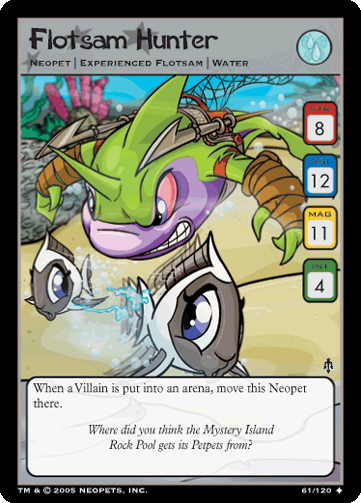 Flotsam Hunter
Neopet | Experienced Flotsam | Water
STR
8
AGI
12
MAG
11
INT
4
When a Villain is put into an arena, move this Neopet
there.
Where did you think the Mystery Island
Rock Pool gets its Petpets from?
TM & © 2005 NEOPETS, INC.
61/120